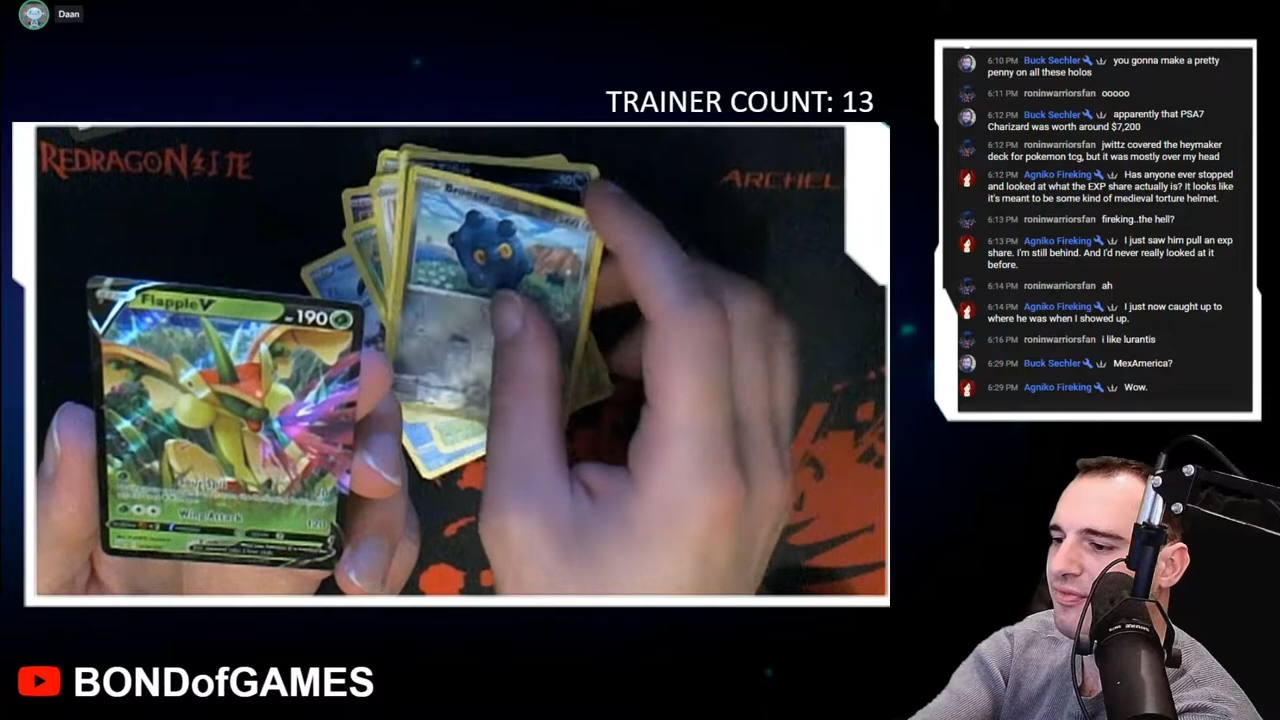 Daan
TRAINER COUNT: 13
REDRAGON
ARCHE
Bronzor
Flapple V
190
20
Wing Attack
120
6:10 PM Buck Sechler you gonna make a pretty
penny on all these holos
6:11 PM roninwarriorsfan ooooo
6:12 PM Buck Sechler apparently that PSA7
Charizard was worth around $7,200
6:12 PM roninwarriorsfan jwittz covered the heymaker
deck for pokemon tcg, but it was mostly over my head
6:12 PM Agniko Fireking Has anyone ever stopped
and looked at what the EXP share actually is? It looks like
it's meant to be some kind of medieval torture helmet.
6:13 PM roninwarriorsfan fireking..the hell?
6:13 PM Agniko Fireking I just saw him pull an exp
share. I'm still behind. And I'd never really looked at it
before.
6:14 PM roninwarriorsfan ah
6:14 PM Agniko Fireking I just now caught up to
where he was when I showed up.
6:16 PM roninwarriorsfan i like lurantis
6:29 PM Buck Sechler MexAmerica?
6:29 PM Agniko Fireking Wow.
BONDofGAMES